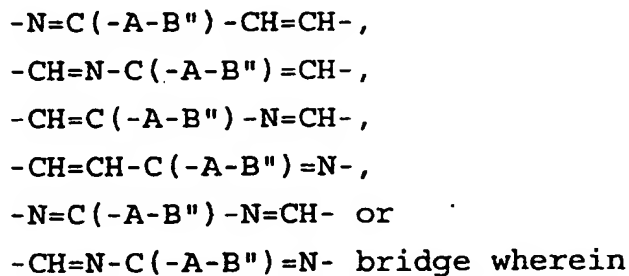 -N=C(-A-B")-CH=CH-,
-CH=N-C(-A-B")=CH-,
-CH=C(-A-B")-N=CH-,
-CH=CH-C(-A-B")=N-,
-N=C(-A-B")-N=CH- or
-CH=N-C(-A-B")=N- bridge wherein